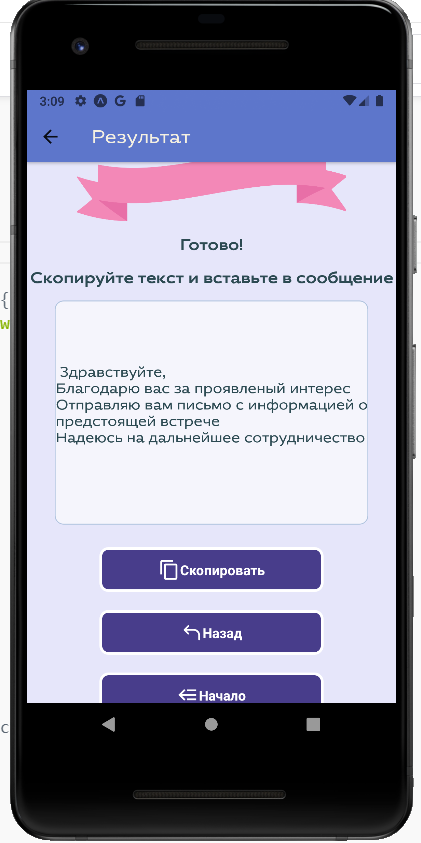 3:09
Результат
Готово!
Скопируйте текст и вставьте в сообщение
Здравствуйте,
Благодарю вас за проявленый интерес
Отправляю вам письмо с информацией о
предстоящей встрече
Надеюсь на дальнейшее сотрудничество
Скопировать
Назад
Начало
{
w
c